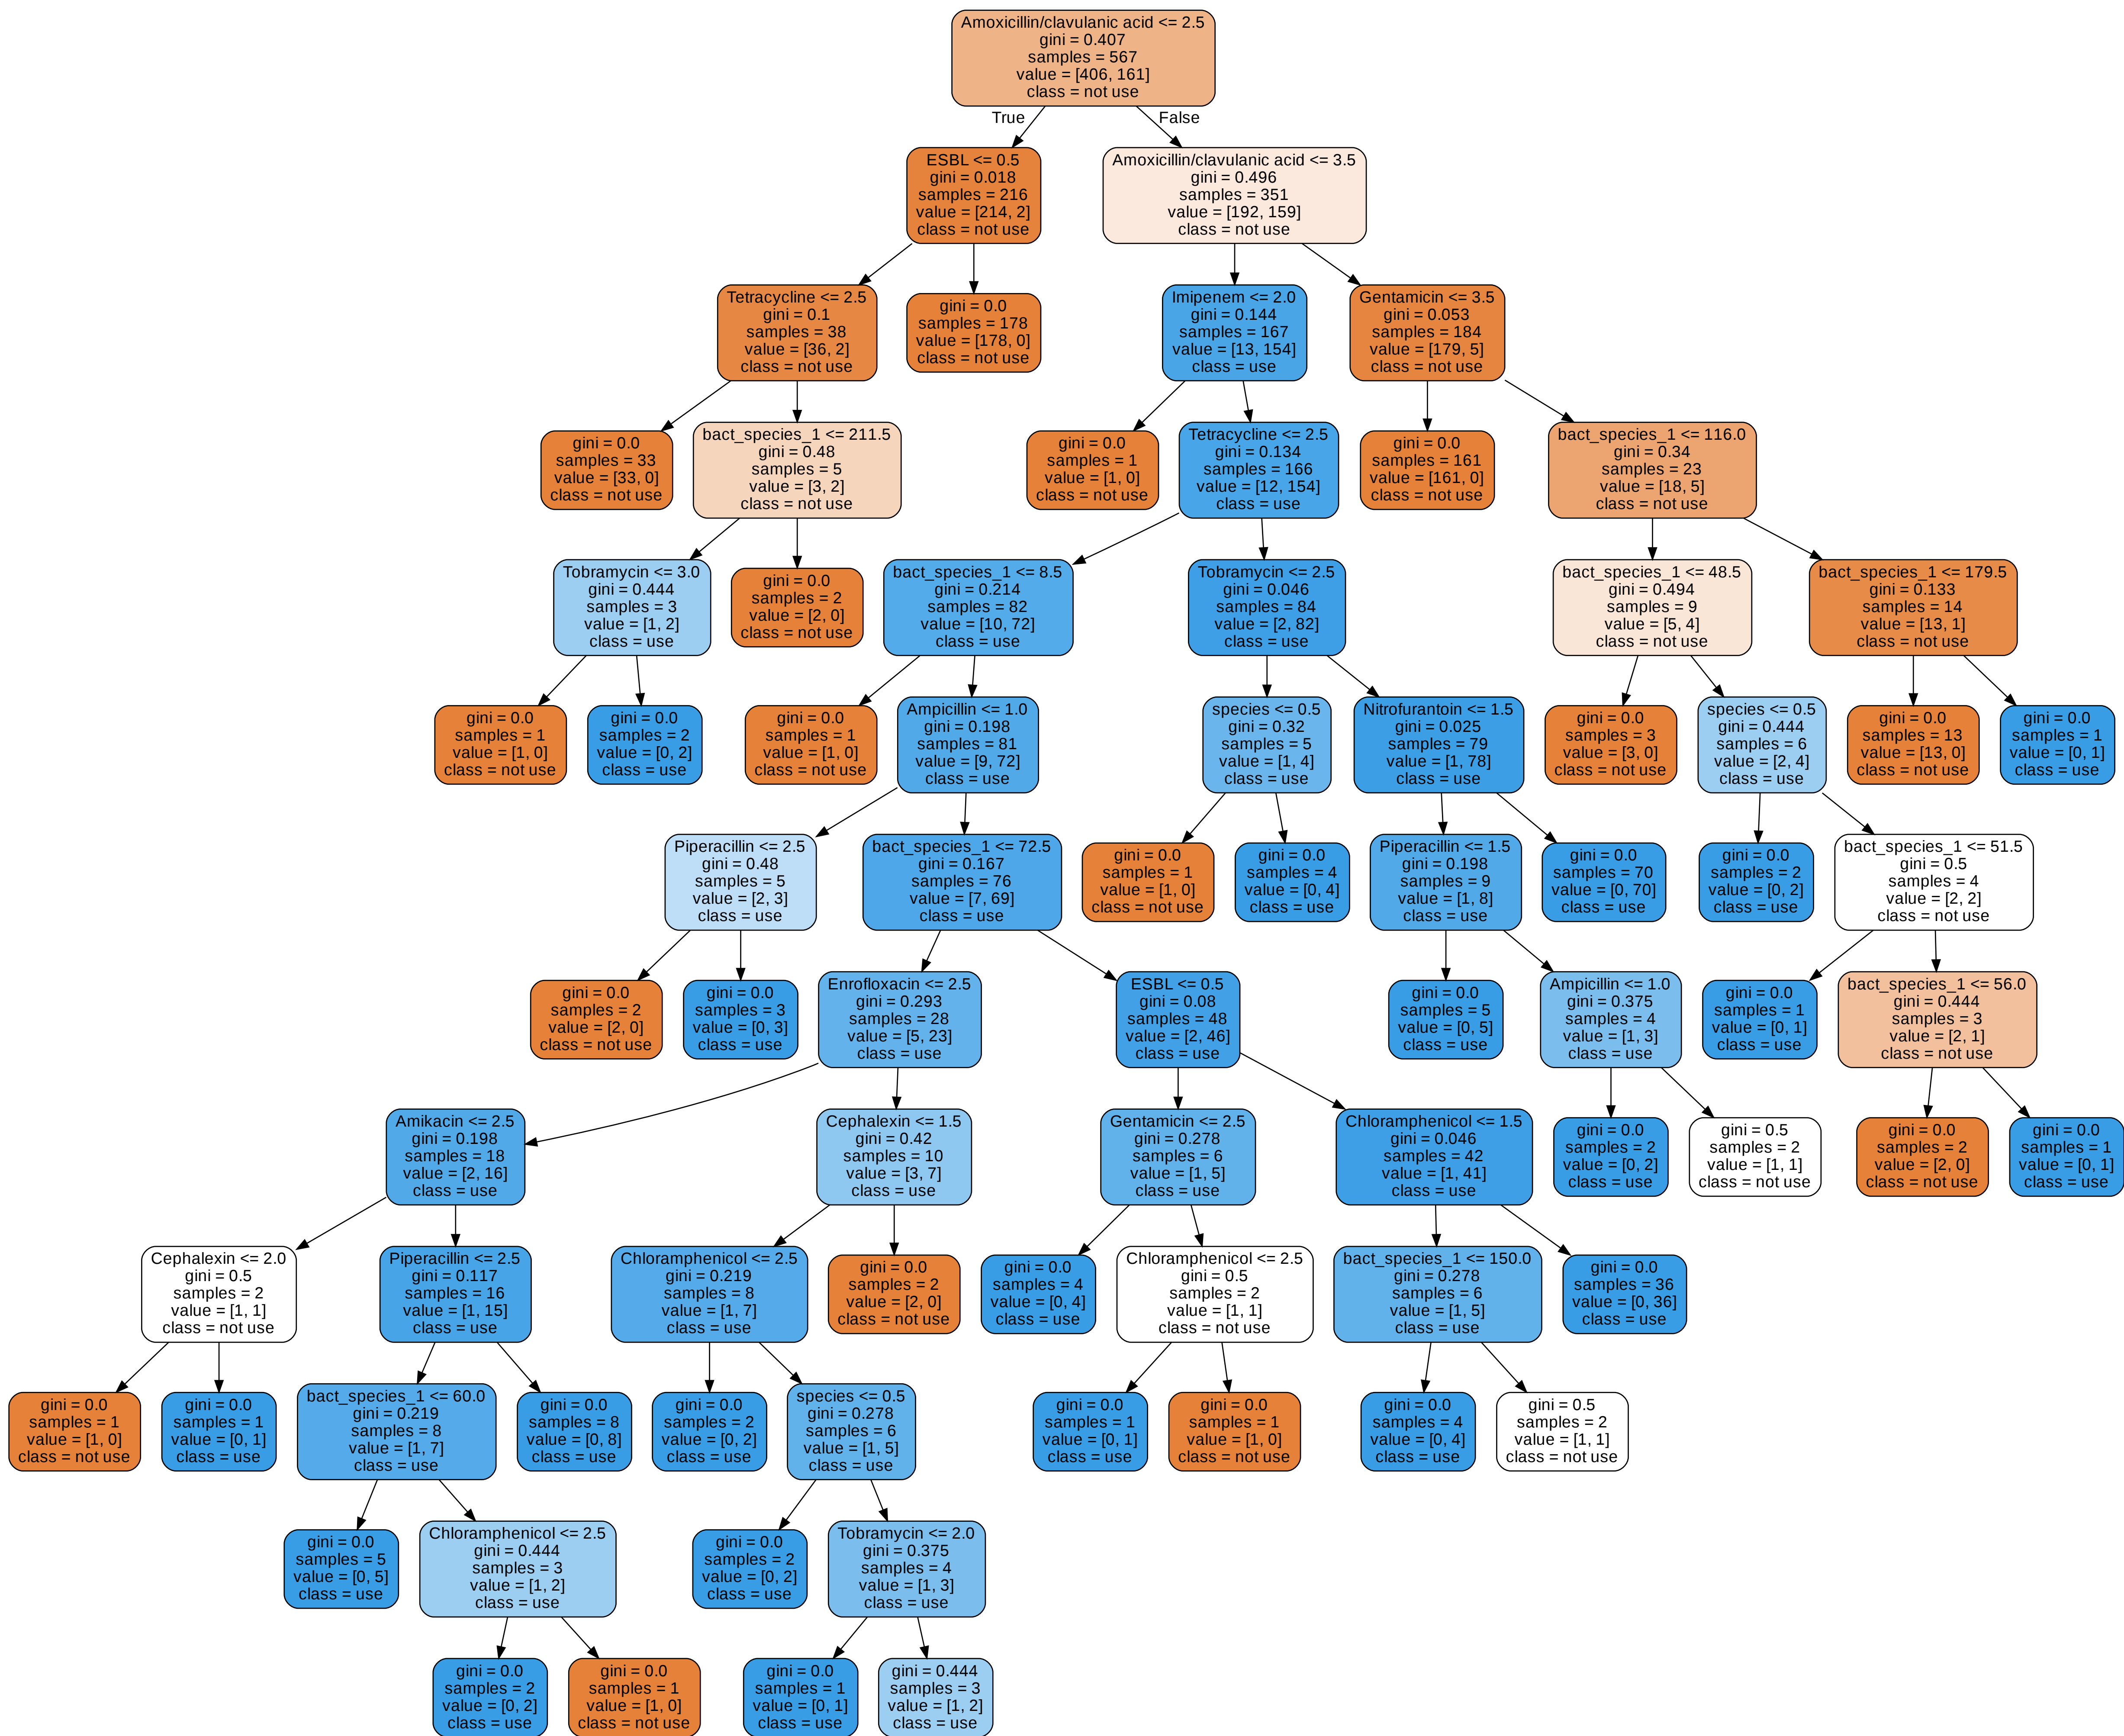 Amoxicillin/clavulanic acid <= 2.5
gini = 0.407
samples = 567
value = [406, 161]
class = not use
True
False
ESBL <= 0.5
gini = 0.018
samples = 216
value = [214, 2]
class = not use
Amoxicillin/clavulanic acid <= 3.5
gini = 0.496
samples = 351
value = [192, 159]
class = not use
Tetracycline <= 2.5
gini = 0.1
samples = 38
value = [36, 2]
class = not use
gini = 0.0
samples = 178
value = [178, 0]
class = not use
Imipenem <= 2.0
gini = 0.144
samples = 167
value = [13, 154]
class = use
Gentamicin <= 3.5
gini = 0.053
samples = 184
value = [179, 5]
class = not use
gini = 0.0
samples = 33
value = [33, 0]
class = not use
bact_species_1 <= 211.5
gini = 0.48
samples = 5
value = [3, 2]
class = not use
gini = 0.0
samples = 1
value = [1, 0]
class = not use
Tetracycline <= 2.5
gini = 0.134
samples = 166
value = [12, 154]
class = use
gini = 0.0
samples = 161
value = [161, 0]
class = not use
bact_species_1 <= 116.0
gini = 0.34
samples = 23
value = [18, 5]
class = not use
Tobramycin <= 3.0
gini = 0.444
samples = 3
value = [1, 2]
class = use
gini = 0.0
samples = 2
value = [2, 0]
class = not use
bact_species_1 <= 8.5
gini = 0.214
samples = 82
value = [10, 72]
class = use
Tobramycin <= 2.5
gini = 0.046
samples = 84
value = [2, 82]
class = use
bact_species_1 <= 48.5
gini = 0.494
samples = 9
value = [5, 4]
class = not use
bact_species_1 <= 179.5
gini = 0.133
samples = 14
value = [13, 1]
class = not use
gini = 0.0
samples = 1
value = [1, 0]
class = not use
gini = 0.0
samples = 2
value = [0, 2]
class = use
gini = 0.0
samples = 1
value = [1, 0]
class = not use
Ampicillin <= 1.0
gini = 0.198
samples = 81
value = [9, 72]
class = use
species <= 0.5
gini = 0.32
samples = 5
value = [1, 4]
class = use
Nitrofurantoin <= 1.5
gini = 0.025
samples = 79
value = [1, 78]
class = use
gini = 0.0
samples = 3
value = [3, 0]
class = not use
species <= 0.5
gini = 0.444
samples = 6
value = [2, 4]
class = use
gini = 0.0
samples = 13
value = [13, 0]
class = not use
gini = 0.0
samples = 1
value = [0, 1]
class = use
Piperacillin <= 2.5
gini = 0.48
samples = 5
value = [2, 3]
class = use
bact_species_1 <= 72.5
gini = 0.167
samples = 76
value = [7, 69]
class = use
gini = 0.0
samples = 1
value = [1, 0]
class = not use
gini = 0.0
samples = 4
value = [0, 4]
class = use
Piperacillin <= 1.5
gini = 0.198
samples = 9
value = [1, 8]
class = use
gini = 0.0
samples = 70
value = [0, 70]
class = use
gini = 0.0
samples = 2
value = [0, 2]
class = use
bact_species_1 <= 51.5
gini = 0.5
samples = 4
value = [2, 2]
class = not use
gini = 0.0
samples = 2
value = [2, 0]
class = not use
gini = 0.0
samples = 3
value = [0, 3]
class = use
Enrofloxacin <= 2.5
gini = 0.293
samples = 28
value = [5, 23]
class = use
ESBL <= 0.5
gini = 0.08
samples = 48
value = [2, 46]
class = use
gini = 0.0
samples = 5
value = [0, 5]
class = use
Ampicillin <= 1.0
gini = 0.375
samples = 4
value = [1, 3]
class = use
gini = 0.0
samples = 1
value = [0, 1]
class = use
bact_species_1 <= 56.0
gini = 0.444
samples = 3
value = [2, 1]
class = not use
Amikacin <= 2.5
gini = 0.198
samples = 18
value = [2, 16]
class = use
Cephalexin <= 1.5
gini = 0.42
samples = 10
value = [3, 7]
class = use
Gentamicin <= 2.5
gini = 0.278
samples = 6
value = [1, 5]
class = use
Chloramphenicol <= 1.5
gini = 0.046
samples = 42
value = [1, 41]
class = use
gini = 0.0
samples = 2
value = [0, 2]
class = use
gini = 0.5
samples = 2
value = [1, 1]
class = not use
gini = 0.0
samples = 2
value = [2, 0]
class = not use
gini = 0.0
samples = 1
value = [0, 1]
class = use
Cephalexin <= 2.0
gini = 0.5
samples = 2
value = [1, 1]
class = not use
Piperacillin <= 2.5
gini = 0.117
samples = 16
value = [1, 15]
class = use
Chloramphenicol <= 2.5
gini = 0.219
samples = 8
value = [1, 7]
class = use
gini = 0.0
samples = 2
value = [2, 0]
class = not use
gini = 0.0
samples = 4
value = [0, 4]
class = use
Chloramphenicol <= 2.5
gini = 0.5
samples = 2
value = [1, 1]
class = not use
bact_species_1 <= 150.0
gini = 0.278
samples = 6
value = [1, 5]
class = use
gini = 0.0
samples = 36
value = [0, 36]
class = use
gini = 0.0
samples = 1
value = [1, 0]
class = not use
gini = 0.0
samples = 1
value = [0, 1]
class = use
bact_species_1 <= 60.0
gini = 0.219
samples = 8
value = [1, 7]
class = use
gini = 0.0
samples = 8
value = [0, 8]
class = use
gini = 0.0
samples = 2
value = [0, 2]
class = use
species <= 0.5
gini = 0.278
samples = 6
value = [1, 5]
class = use
gini = 0.0
samples = 1
value = [0, 1]
class = use
gini = 0.0
samples = 1
value = [1, 0]
class = not use
gini = 0.0
samples = 4
value = [0, 4]
class = use
gini = 0.5
samples = 2
value = [1, 1]
class = not use
gini = 0.0
samples = 5
value = [0, 5]
class = use
Chloramphenicol <= 2.5
gini = 0.444
samples = 3
value = [1, 2]
class = use
gini = 0.0
samples = 2
value = [0, 2]
class = use
Tobramycin <= 2.0
gini = 0.375
samples = 4
value = [1, 3]
class = use
gini = 0.0
samples = 2
value = [0, 2]
class = use
gini = 0.0
samples = 1
value = [1, 0]
class = not use
gini = 0.0
samples = 1
value = [0, 1]
class = use
gini = 0.444
samples = 3
value = [1, 2]
class = use